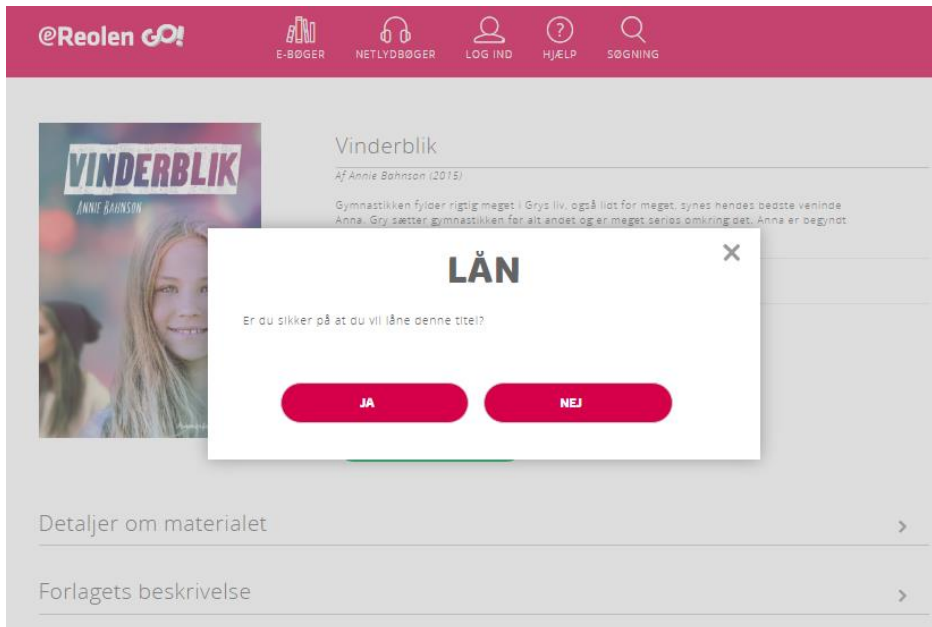 @Reolen GO!
E-BØGER
NETLYDBØGER
LOG IND
HJÆLP
SØGNING
VINDERBLIK
ANNIE BAHNSON
Vinderblik
Af Annie Bahnson (2015)
Gymnastikken fylder rigtig meget i Grys liv, også lidt for meget, synes hendes bedste veninde
Anna. Gry sætter gymnastikken før alt andet og er meget seriøs omkring det. Anna er begyndt
LÅN
Er du sikker på at du vil låne denne titel?
JA
NEJ
Detaljer om materialet
Forlagets beskrivelse